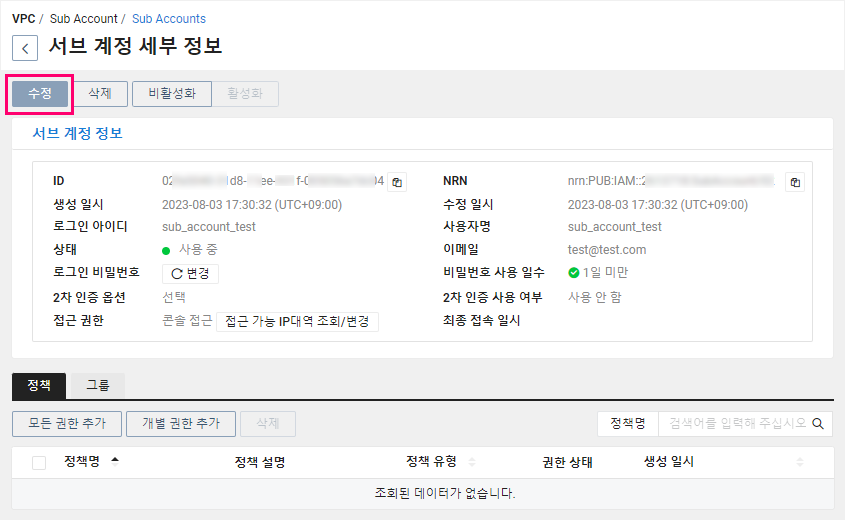 VPC / Sub Account / Sub Accounts
서브 계정 세부 정보
수정 삭제 비활성화 활성화
서브 계정 정보
ID NRN nrn:PUB:IAM::
생성 일시 2023-08-03 17:30:32 (UTC+09:00) 수정 일시 2023-08-03 17:30:32 (UTC+09:00)
로그인 아이디 sub_account_test 사용자명 sub_account_test
상태 사용 중 이메일 test@test.com
로그인 비밀번호 변경 비밀번호 사용 일수 1일 미만
2차 인증 옵션 선택 2차 인증 사용 여부 사용 안 함
접근 권한 콘솔 접근 접근 가능 IP대역 조회/변경 최종 접속 일시
정책 그룹
모든 권한 추가 개별 권한 추가 삭제 정책명 검색어를 입력해 주십시오
정책명 정책 설명 정책 유형 권한 상태 생성 일시
조회된 데이터가 없습니다.